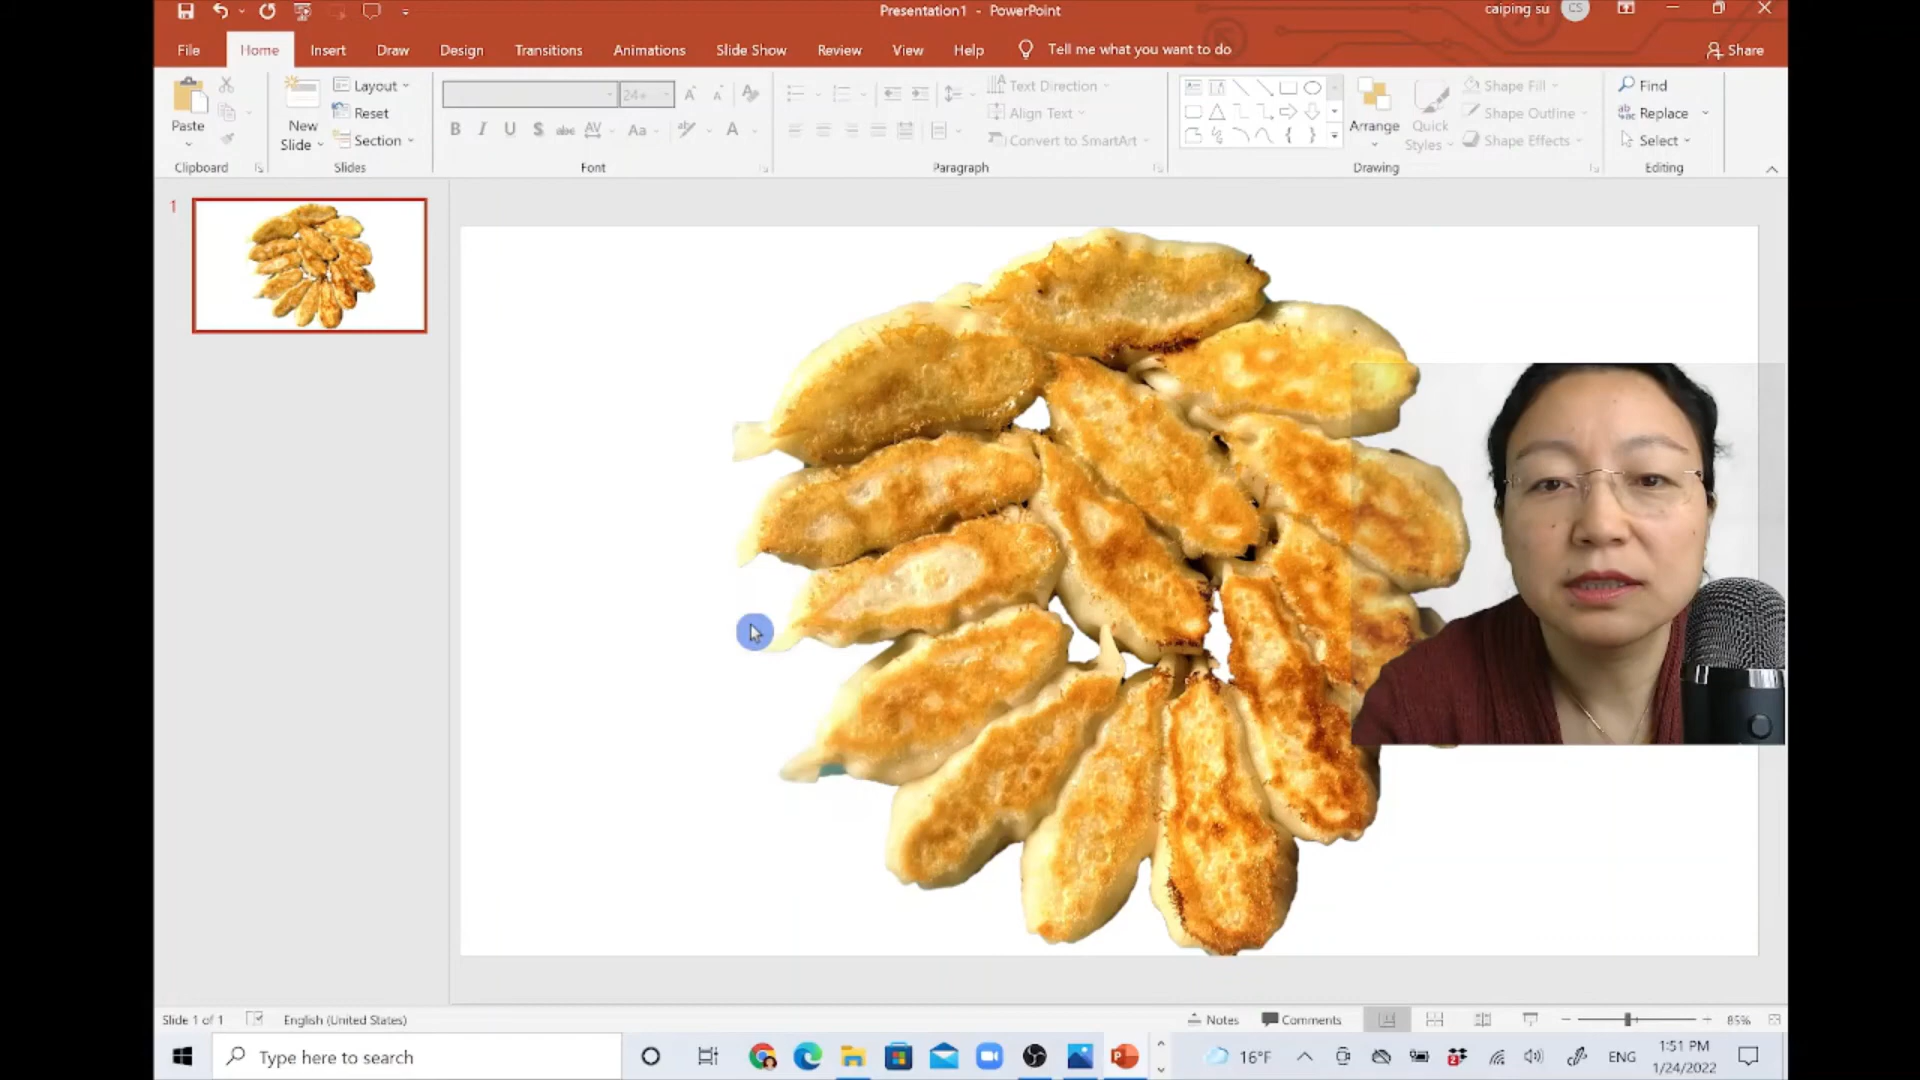 Presentation1 - PowerPoint
caiping su
CS
File
Home
Insert
Draw
Design
Transitions
Animations
Slide Show
Review
View
Help
Tell me what you want to do
Share
Paste
Clipboard
New
Slide
Layout
Reset
Section
Slides
24+
B I U S abc AV Aa A
Font
Text Direction
Align Text
Convert to SmartArt
Paragraph
Arrange
Quick
Styles
Shape Fill
Shape Outline
Shape Effects
Drawing
Find
Replace
Select
Editing
1
Slide 1 of 1
English (United States)
Notes
Comments
85%
Type here to search
16°F
ENG
1:51 PM
1/24/2022